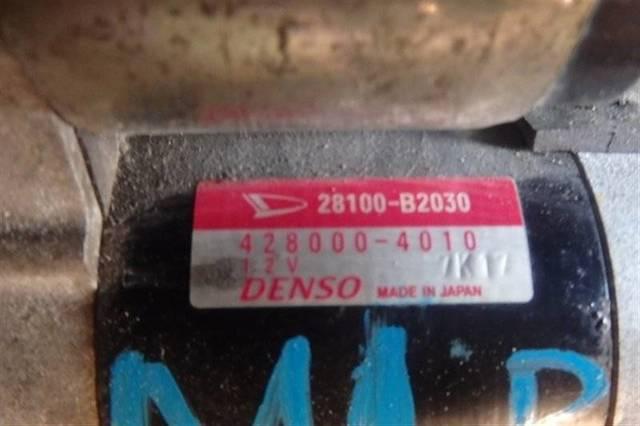 28100-B2030
428000-4010
12V 7K17
DENSO MADE IN JAPAN